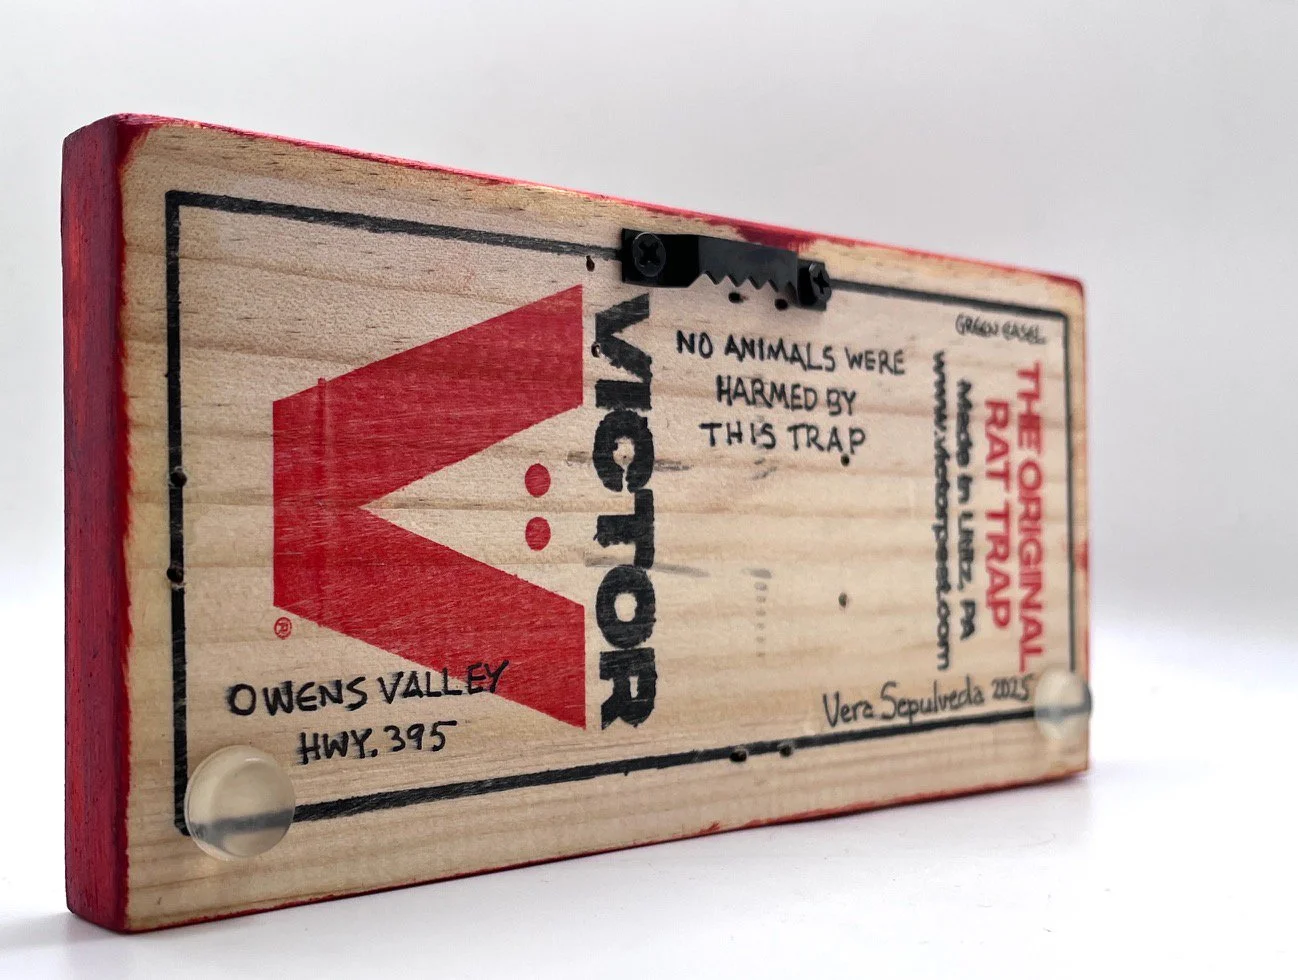 VICTOR
®
NO ANIMALS WERE
HARMED BY
THIS TRAP
OWENS VALLEY
HWY. 395
GREEN EASEL
THE ORIGINAL
RAT TRAP
Made in Lititz, PA
www.victorpest.com
Vera Sepulveda 2025